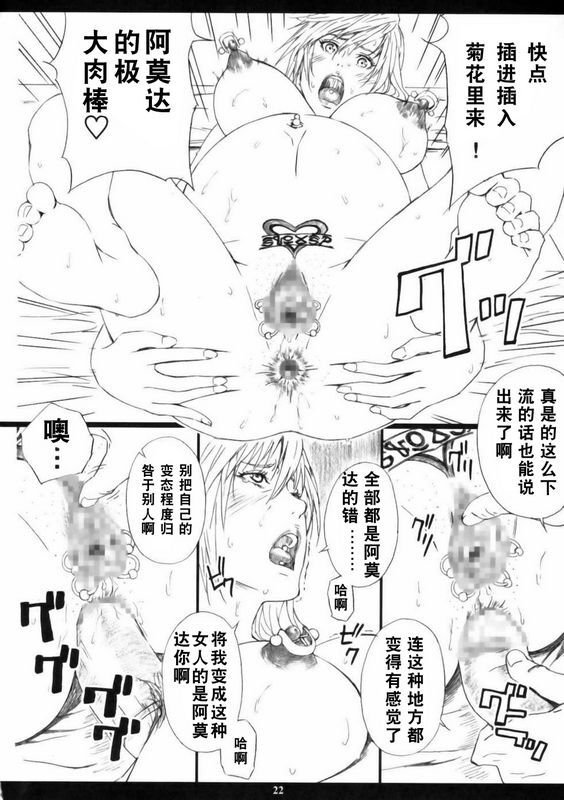 快点
插进插入
菊花里来！
阿莫达
的极
大肉棒♡
グッ
真是的这么下
流的话也能说
出来了啊
连这种地方都
变得有感觉了
全部都是阿莫
达的错………
哈啊
别把自己的
变态程度归
咎于别人啊
将我变成这种
女人的是阿莫
达你啊
哈啊
噢…
22